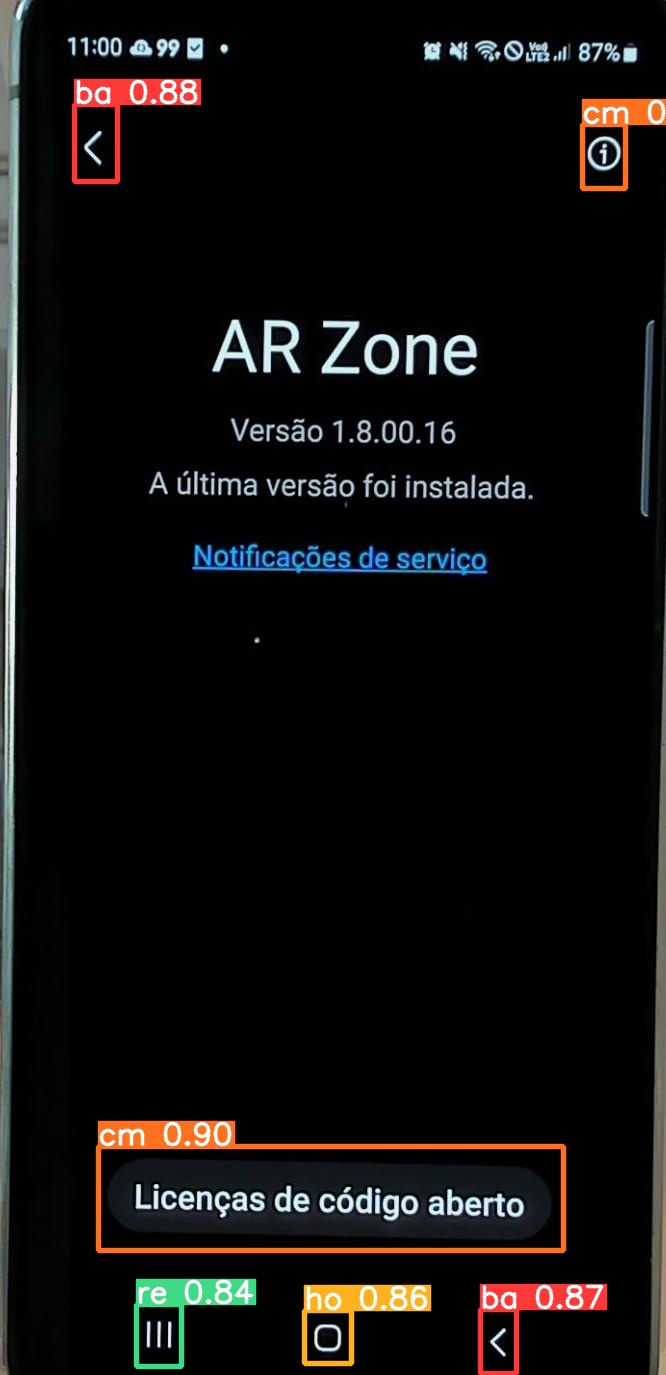 11:00 99
Vo))
LTE2 87%
ba 0.88
cm 0
AR Zone
Versão 1.8.00.16
A última versão foi instalada.
Notificações de serviço
cm 0.90
Licenças de código aberto
re 0.84
ho 0.86
ba 0.87